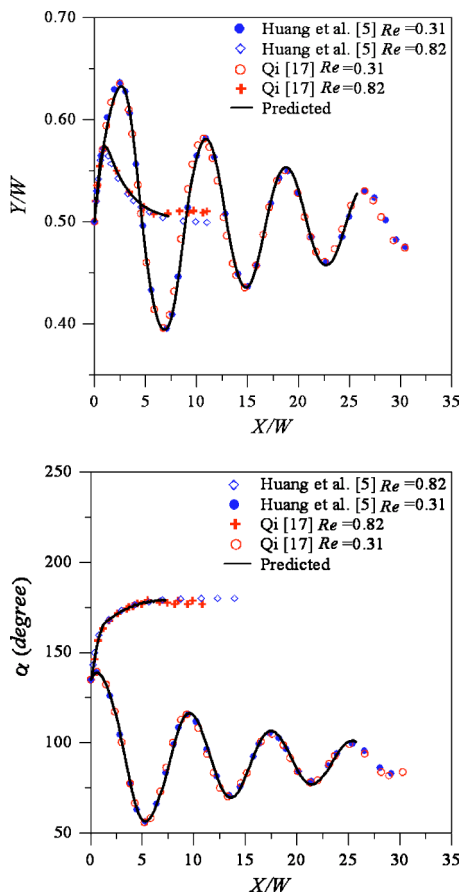 0.70
Huang et al. [5] Re=0.31
Huang et al. [5] Re=0.82
Qi [17] Re=0.31
Qi [17] Re=0.82
Predicted
0.60
Y/W
0.50
0.40
0 5 10 15 20 25 30 35
X/W
250
Huang et al. [5] Re=0.82
Huang et al. [5] Re=0.31
Qi [17] Re=0.82
Qi [17] Re=0.31
Predicted
200
α (degree)
150
100
50
0 5 10 15 20 25 30 35
X/W